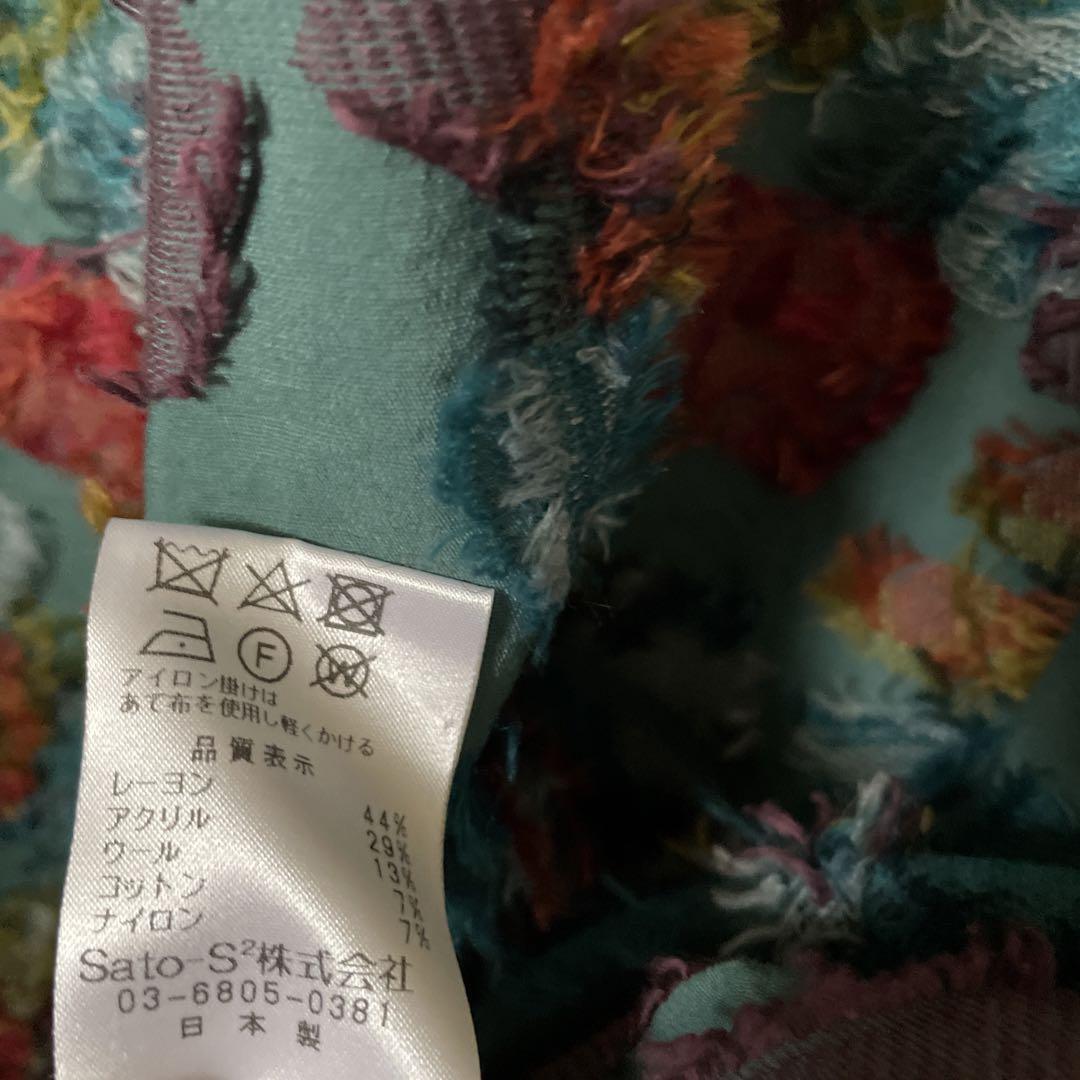 F W
アイロン掛けは
あて布を使用し軽くかける
品質表示
レーヨン 44%
アクリル 29%
ウール 13%
コットン 7%
ナイロン 7%
Sato-S²株式会社
03-6805-0381
日本製